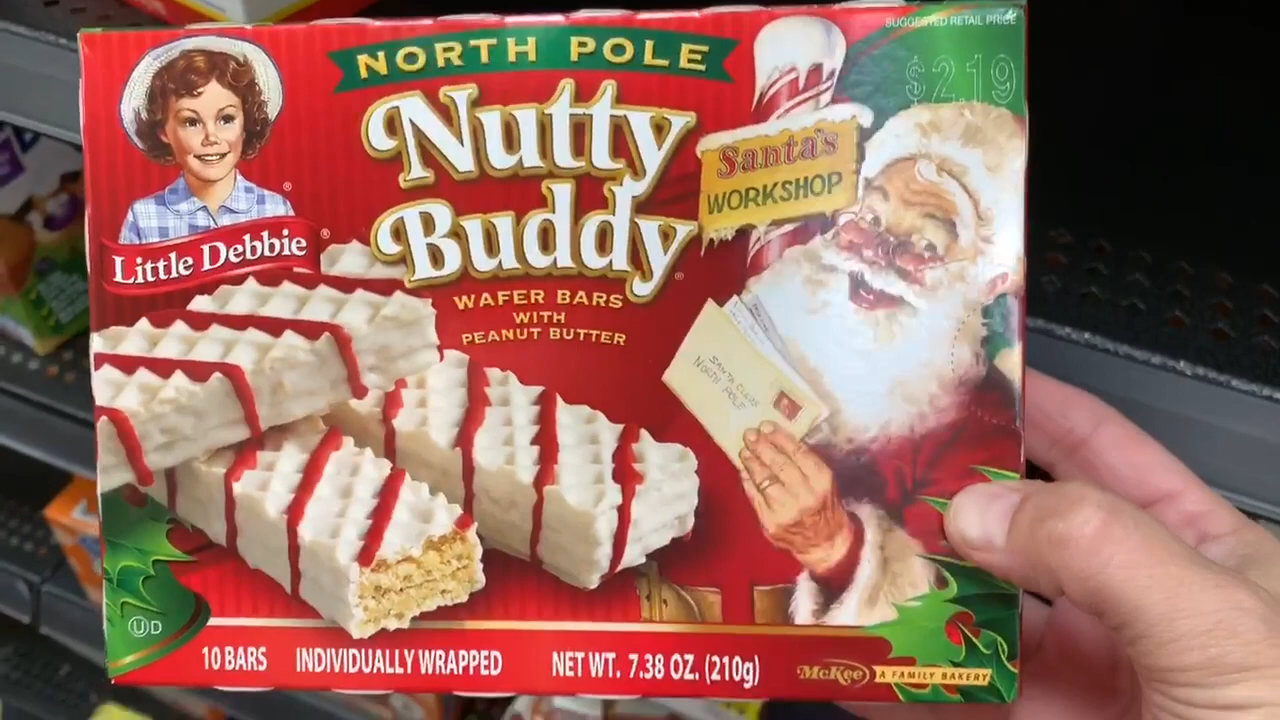 SUGGESTED RETAIL PRICE
$2.19
NORTH POLE
Nutty
Buddy®
WAFER BARS
WITH
PEANUT BUTTER
®
Little Debbie®
Santa's
WORKSHOP
SANTA CLAUS
NORTH POLE
UD
10 BARS INDIVIDUALLY WRAPPED NET WT. 7.38 OZ. (210g)
McKee A FAMILY BAKERY